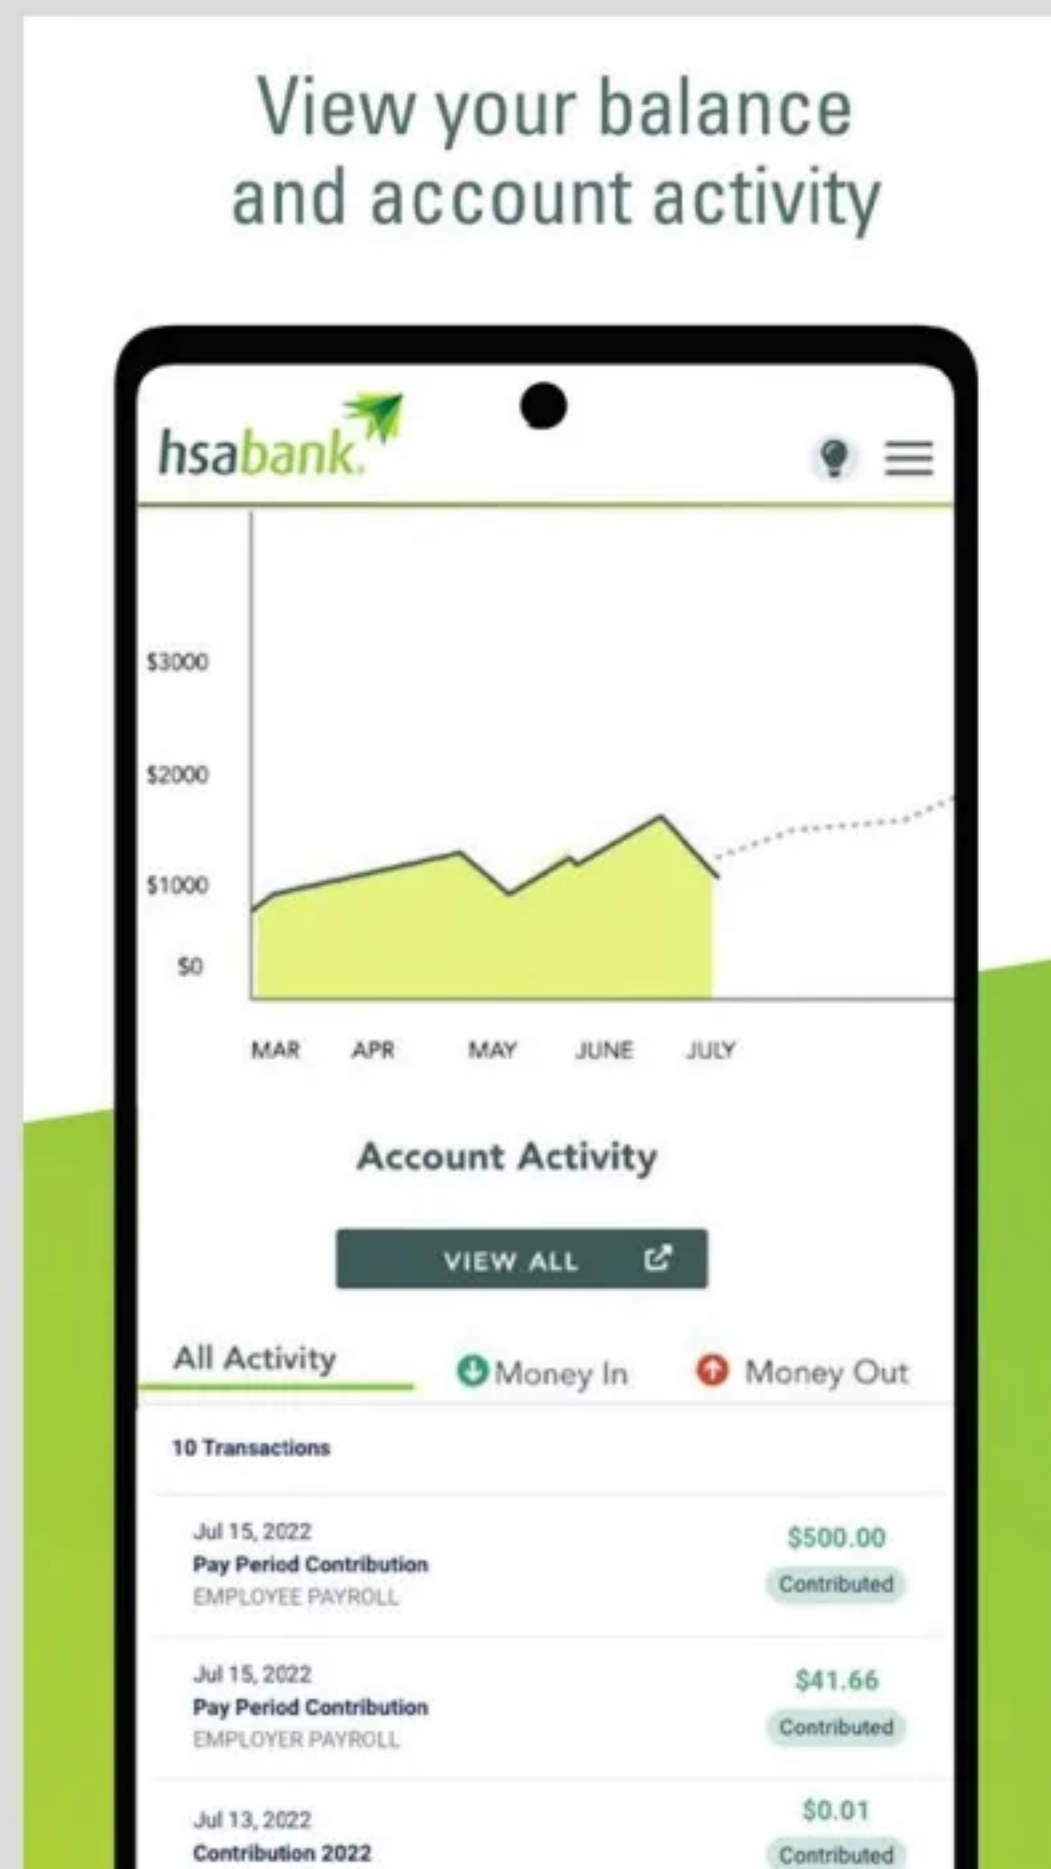 View your balance
and account activity
hsabank.
$3000
$2000
$1000
$0
MAR APR MAY JUNE JULY
Account Activity
VIEW ALL
All Activity Money In Money Out
10 Transactions
Jul 15, 2022
$500.00
Pay Period Contribution
Contributed
EMPLOYEE PAYROLL
Jul 15, 2022
$41.66
Pay Period Contribution
Contributed
EMPLOYER PAYROLL
Jul 13, 2022
$0.01
Contribution 2022
Contributed